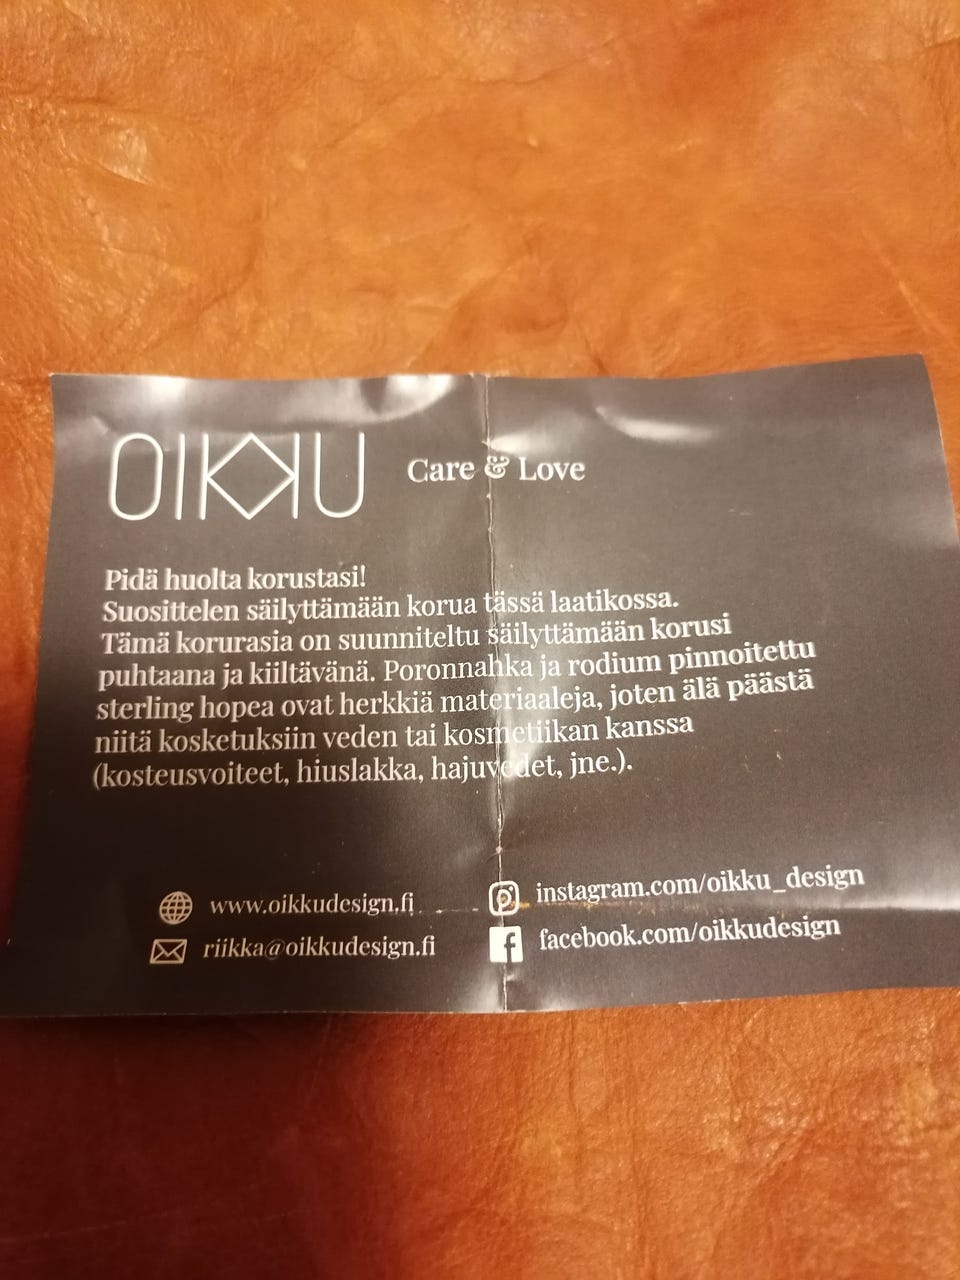 OIKKU
Care & Love
Pidä huolta korustasi!
Suosittelen säilyttämään korua tässä laatikossa.
Tämä korurasia on suunniteltu säilyttämään korusi
puhtaana ja kiiltävänä. Poronnahka ja rodium pinnoitettu
sterling hopea ovat herkkiä materiaaleja, joten älä päästä
niitä kosketuksiin veden tai kosmetiikan kanssa
(kosteusvoiteet, hiuslakka, hajuvedet, jne.).
www.oikkudesign.fi
riikka@oikkudesign.fi
instagram.com/oikku_design
facebook.com/oikkudesign